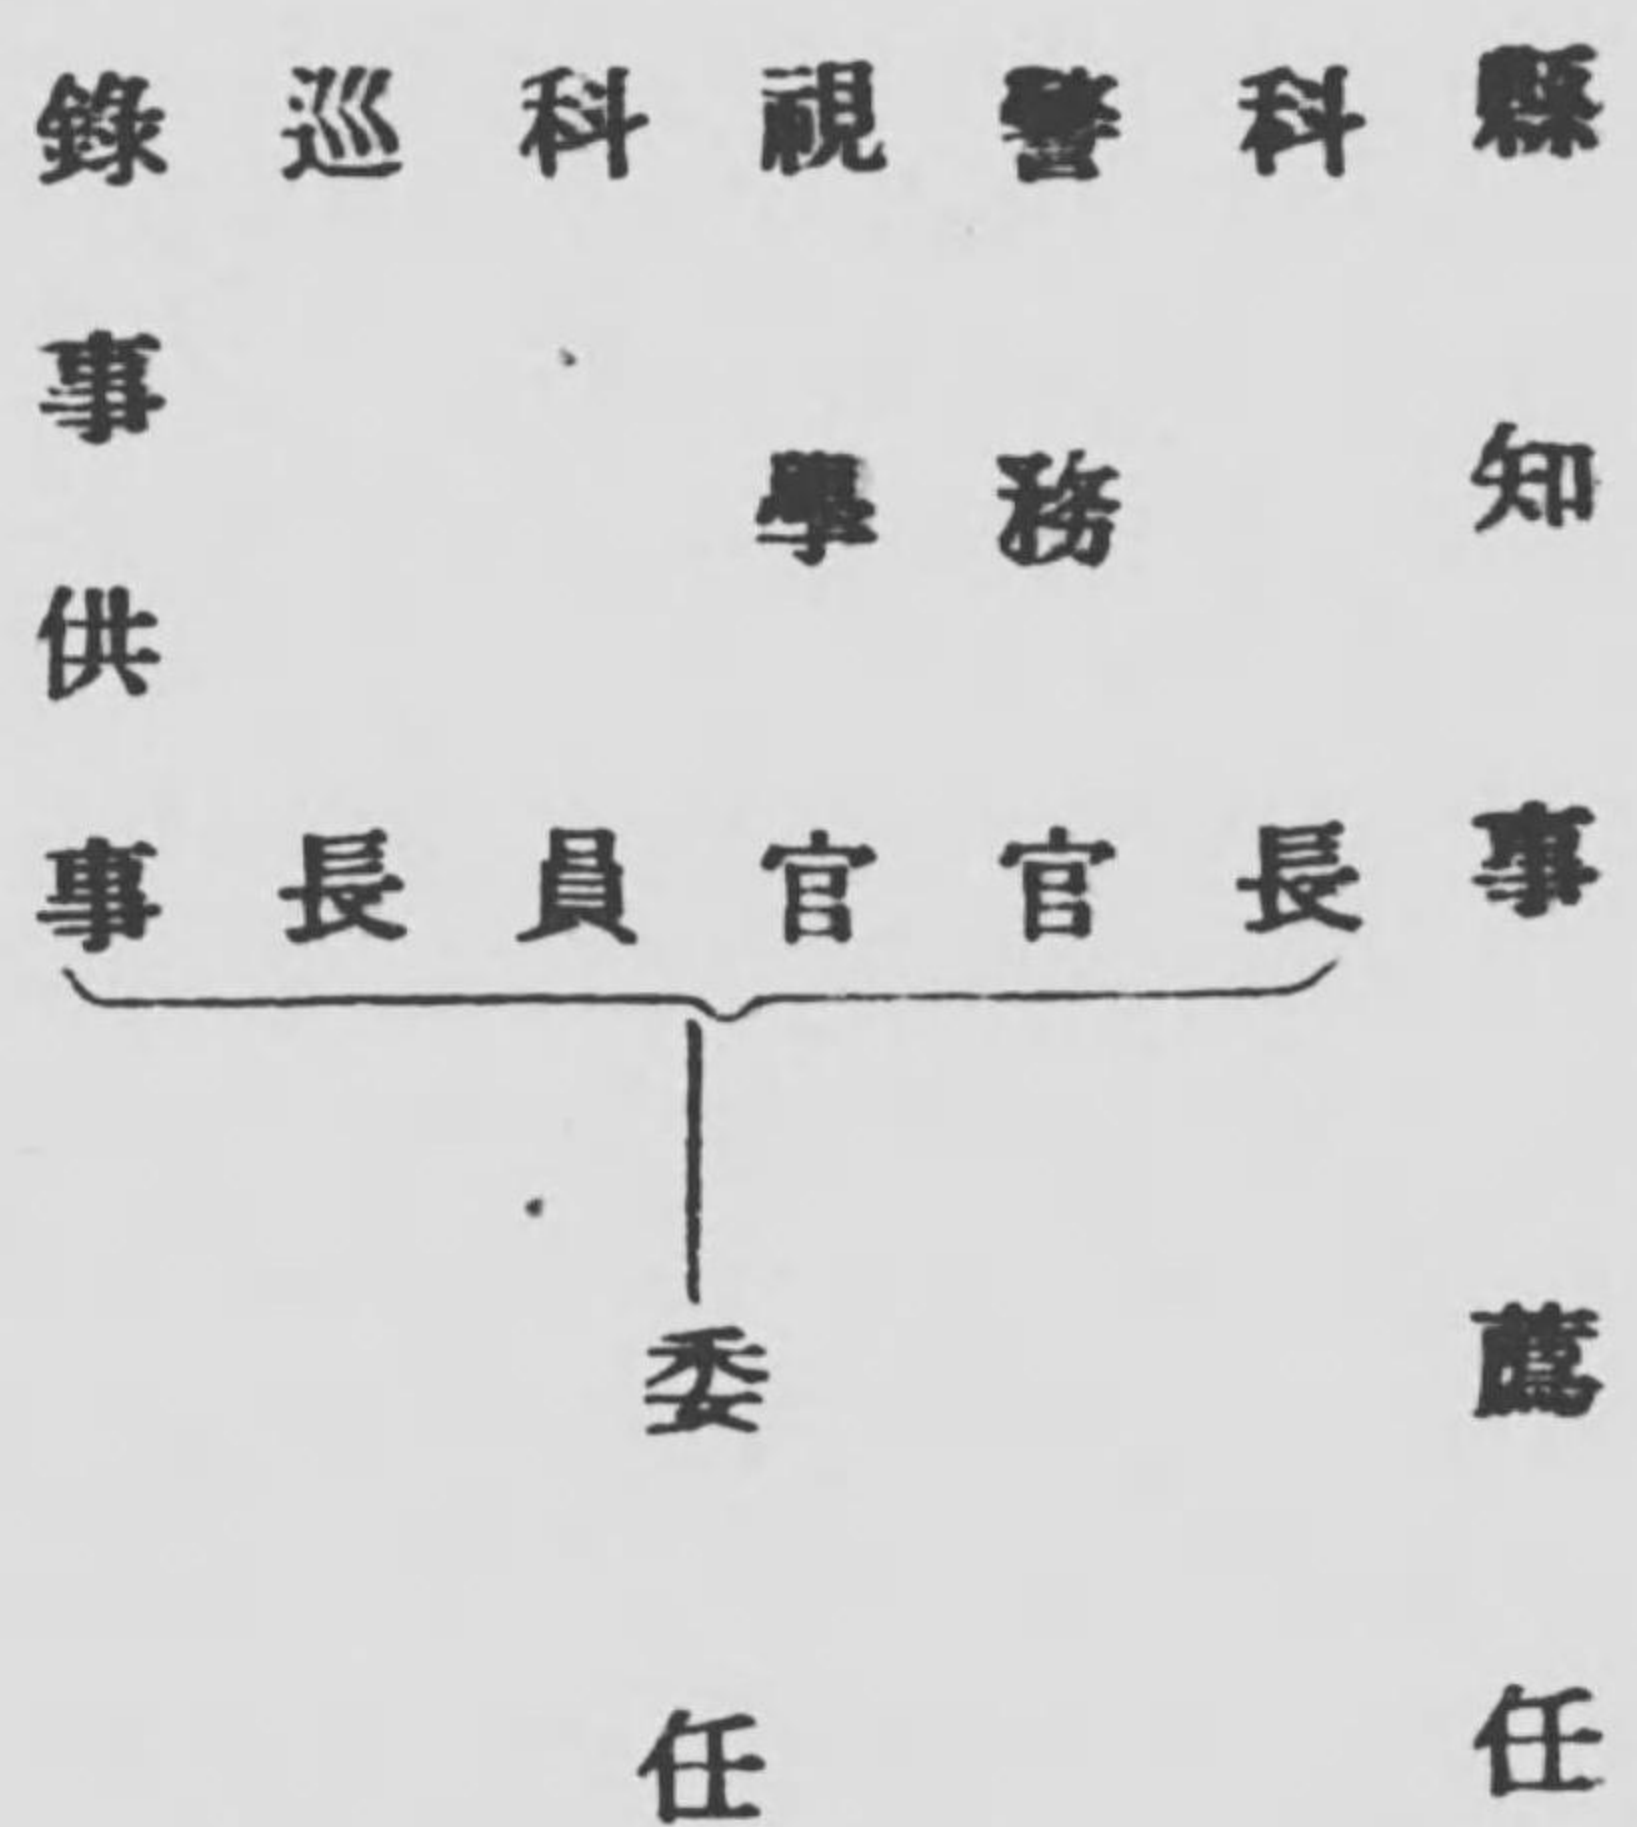 縣知事 薦任
科長
警務官
視學官
科員
巡長
錄事供事
委任